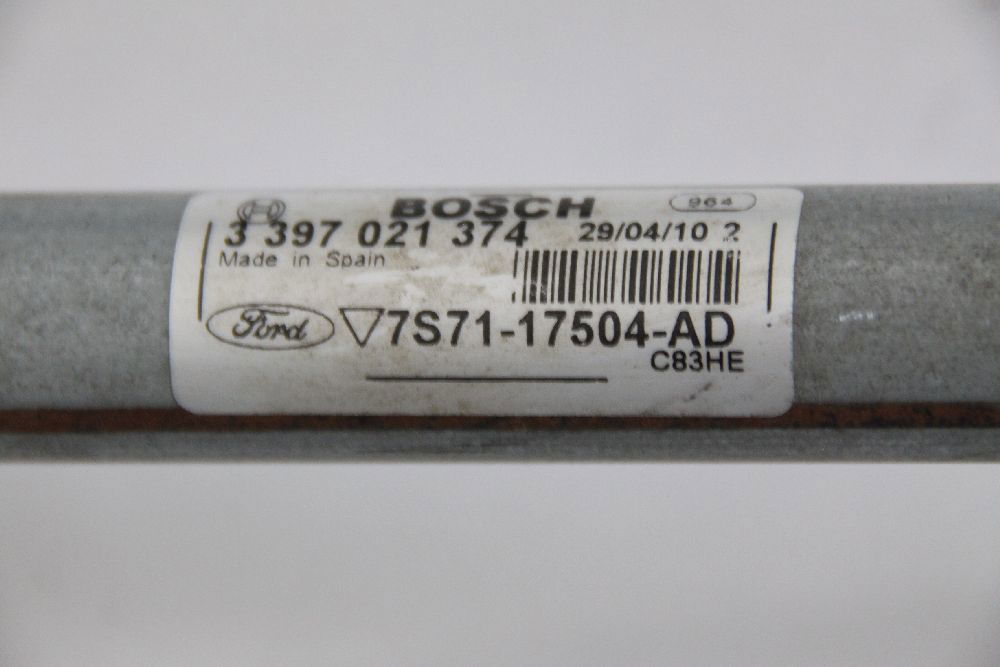 BOSCH 964
3 397 021 374 29/04/10 2
Made in Spain
Ford 7S71-17504-AD
C83HE